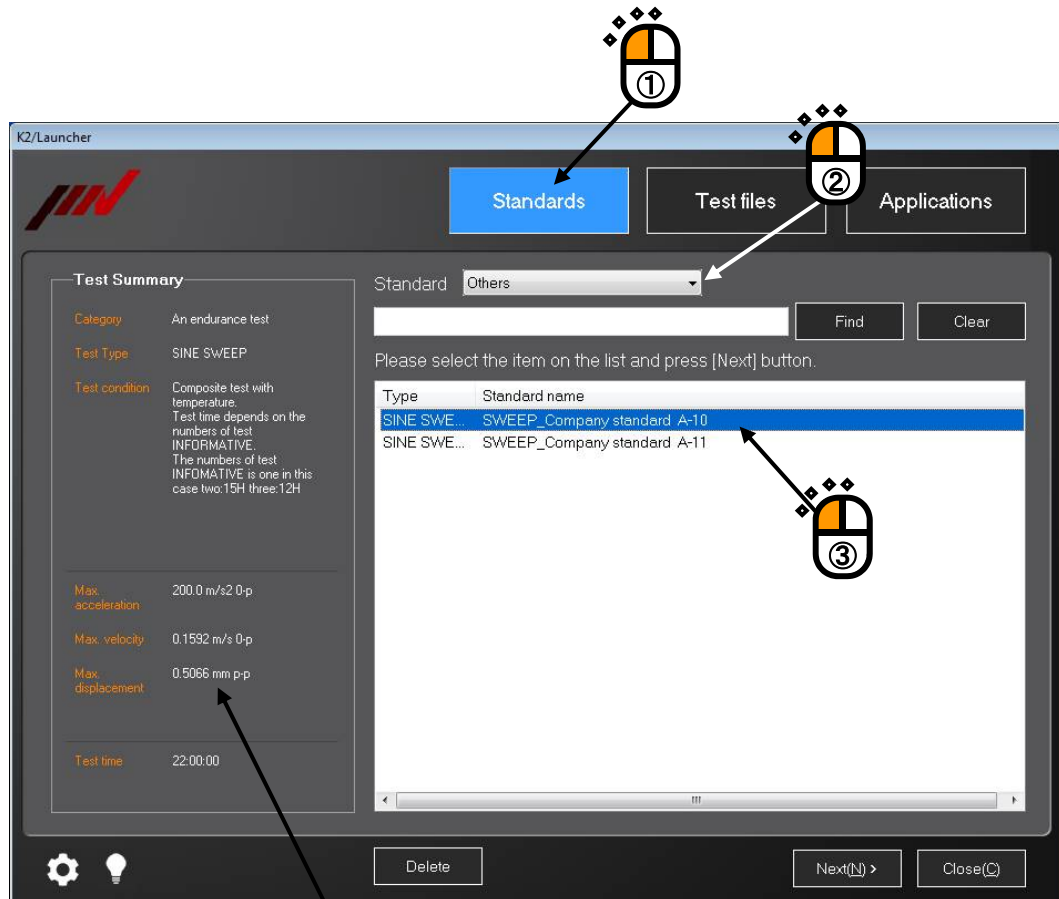 ①
K2/Launcher
②
Standards
Test files
Applications
Test Summary
Category An endurance test
Test Type SINE SWEEP
Test condition Composite test with
temperature.
Test time depends on the
numbers of test
INFORMATIVE.
The numbers of test
INFOMATIVE is one in this
case two:15H three:12H
Max.
acceleration
200.0 m/s2 0-p
Max. velocity 0.1592 m/s 0-p
Max.
displacement
0.5066 mm p-p
Test time 22:00:00
Standard Others
Find
Clear
Please select the item on the list and press [Next] button.
Type Standard name
SINE SWE... SWEEP_Company standard A-10
SINE SWE... SWEEP_Company standard A-11
③
Delete
Next(N) >
Close(C)